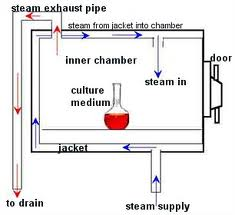 steam exhaust pipe
steam from jacket into chamber
inner chamber
door
steam in
culture
medium
jacket
to drain
steam supply